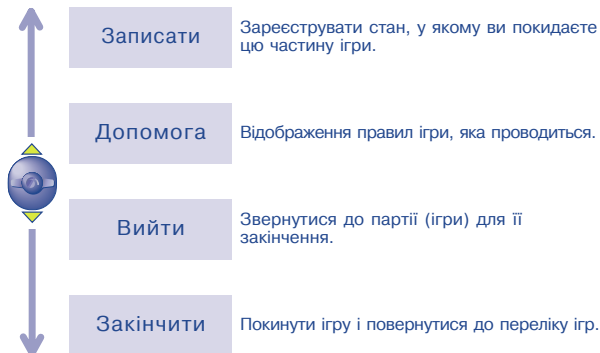 Записати
Зареєструвати стан, у якому ви покидаєте
цю частину ігри.
Допомога
Відображення правил ігри, яка проводиться.
Вийти
Звернутися до партії (ігри) для її
закінчення.
Закінчити
Покинути ігру і повернутися до переліку ігр.